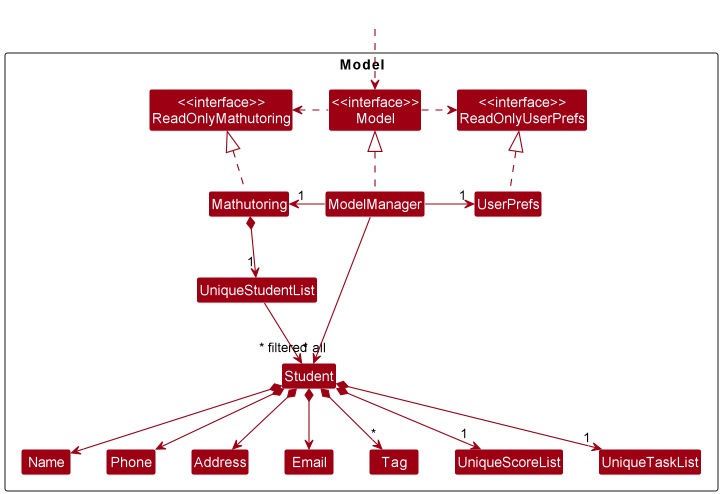 Model
<<interface>>
ReadOnlyMathutoring
<<interface>>
Model
<<interface>>
ReadOnlyUserPrefs
Mathutoring
1
ModelManager
1
UserPrefs
1
UniqueStudentList
* filtered
* all
Student
*
1
1
Name
Phone
Address
Email
Tag
UniqueScoreList
UniqueTaskList